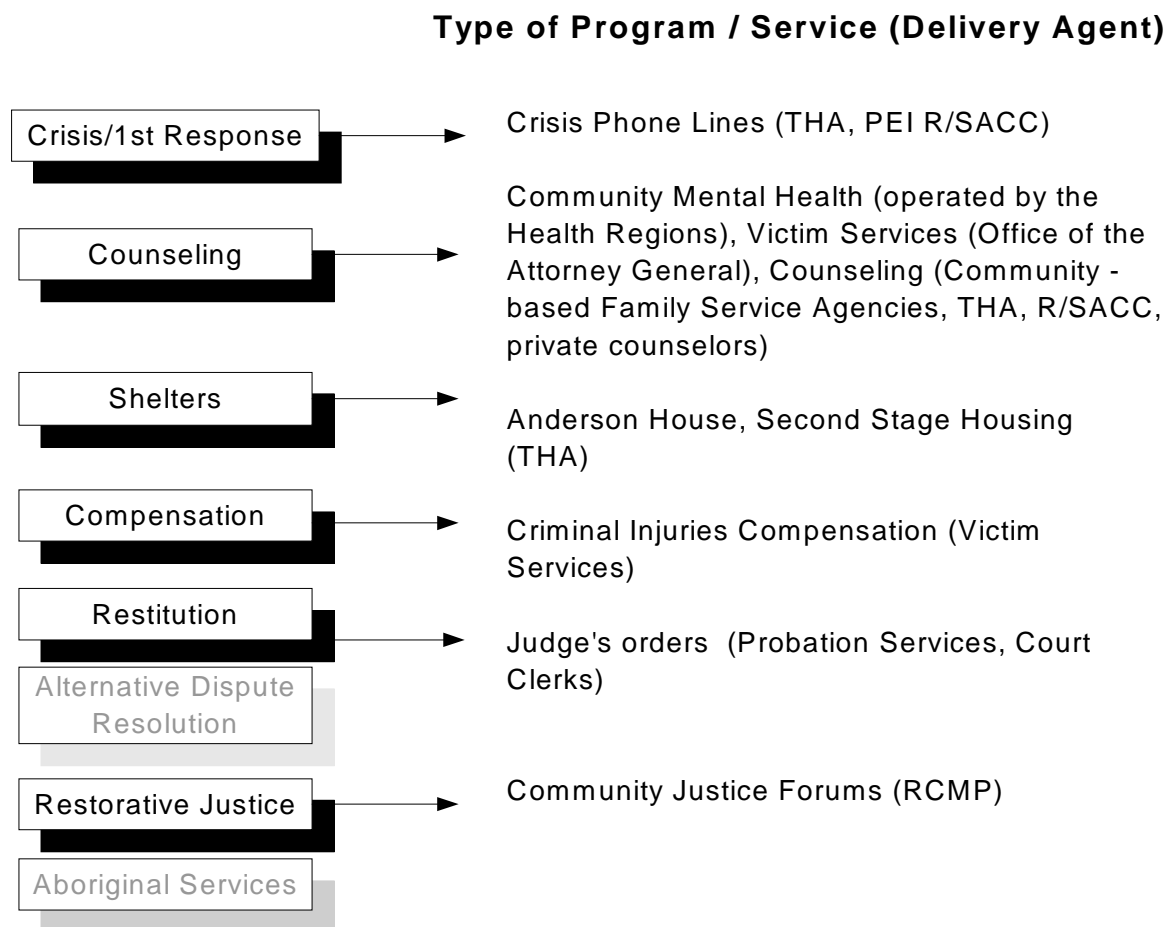 Type of Program / Service (Delivery Agent)
Crisis/1st Response
Crisis Phone Lines (THA, PEI R/SACC)
Counseling
Community Mental Health (operated by the
Health Regions), Victim Services (Office of the
Attorney General), Counseling (Community -
based Family Service Agencies, THA, R/SACC,
private counselors)
Shelters
Anderson House, Second Stage Housing
(THA)
Compensation
Criminal Injuries Compensation (Victim
Services)
Restitution
Judge's orders  (Probation Services, Court
Clerks)
Alternative Dispute
Resolution
Restorative Justice
Community Justice Forums (RCMP)
Aboriginal Services